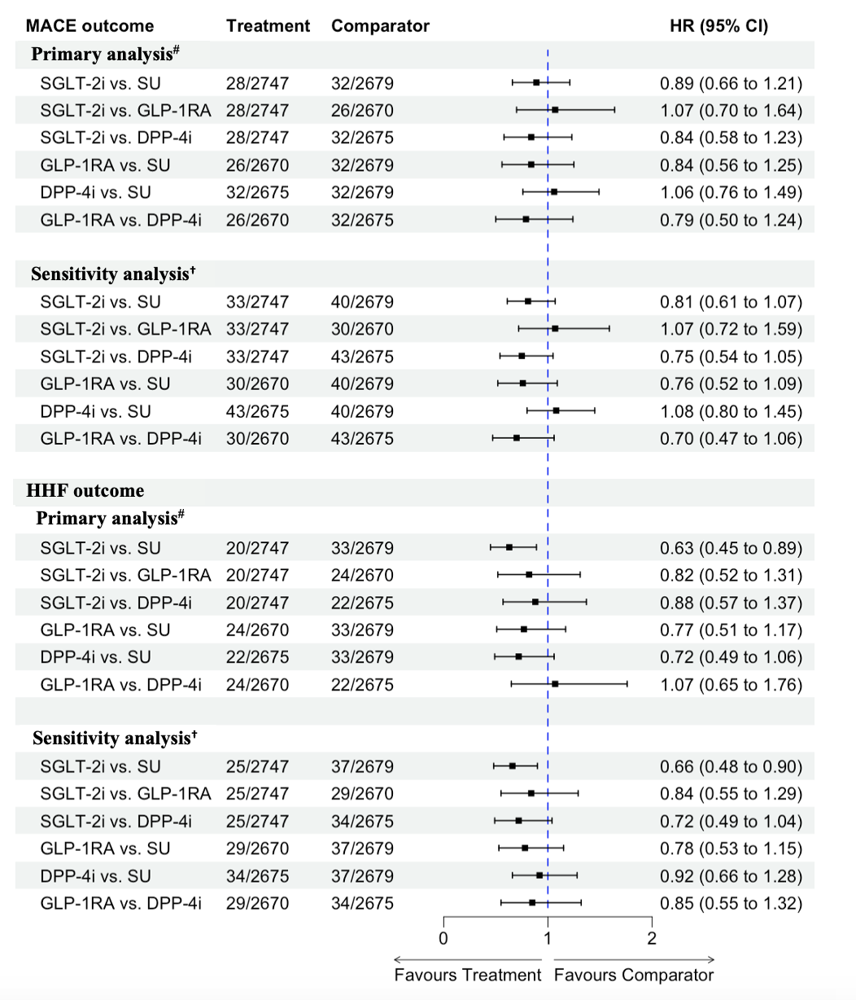 MACE outcome Treatment Comparator HR (95% CI)
Primary analysis#
SGLT-2i vs. SU 28/2747 32/2679 0.89 (0.66 to 1.21)
SGLT-2i vs. GLP-1RA 28/2747 26/2670 1.07 (0.70 to 1.64)
SGLT-2i vs. DPP-4i 28/2747 32/2675 0.84 (0.58 to 1.23)
GLP-1RA vs. SU 26/2670 32/2679 0.84 (0.56 to 1.25)
DPP-4i vs. SU 32/2675 32/2679 1.06 (0.76 to 1.49)
GLP-1RA vs. DPP-4i 26/2670 32/2675 0.79 (0.50 to 1.24)
Sensitivity analysis†
SGLT-2i vs. SU 33/2747 40/2679 0.81 (0.61 to 1.07)
SGLT-2i vs. GLP-1RA 33/2747 30/2670 1.07 (0.72 to 1.59)
SGLT-2i vs. DPP-4i 33/2747 43/2675 0.75 (0.54 to 1.05)
GLP-1RA vs. SU 30/2670 40/2679 0.76 (0.52 to 1.09)
DPP-4i vs. SU 43/2675 40/2679 1.08 (0.80 to 1.45)
GLP-1RA vs. DPP-4i 30/2670 43/2675 0.70 (0.47 to 1.06)
HHF outcome
Primary analysis#
SGLT-2i vs. SU 20/2747 33/2679 0.63 (0.45 to 0.89)
SGLT-2i vs. GLP-1RA 20/2747 24/2670 0.82 (0.52 to 1.31)
SGLT-2i vs. DPP-4i 20/2747 22/2675 0.88 (0.57 to 1.37)
GLP-1RA vs. SU 24/2670 33/2679 0.77 (0.51 to 1.17)
DPP-4i vs. SU 22/2675 33/2679 0.72 (0.49 to 1.06)
GLP-1RA vs. DPP-4i 24/2670 22/2675 1.07 (0.65 to 1.76)
Sensitivity analysis†
SGLT-2i vs. SU 25/2747 37/2679 0.66 (0.48 to 0.90)
SGLT-2i vs. GLP-1RA 25/2747 29/2670 0.84 (0.55 to 1.29)
SGLT-2i vs. DPP-4i 25/2747 34/2675 0.72 (0.49 to 1.04)
GLP-1RA vs. SU 29/2670 37/2679 0.78 (0.53 to 1.15)
DPP-4i vs. SU 34/2675 37/2679 0.92 (0.66 to 1.28)
GLP-1RA vs. DPP-4i 29/2670 34/2675 0.85 (0.55 to 1.32)
0 1 2
Favours Treatment Favours Comparator